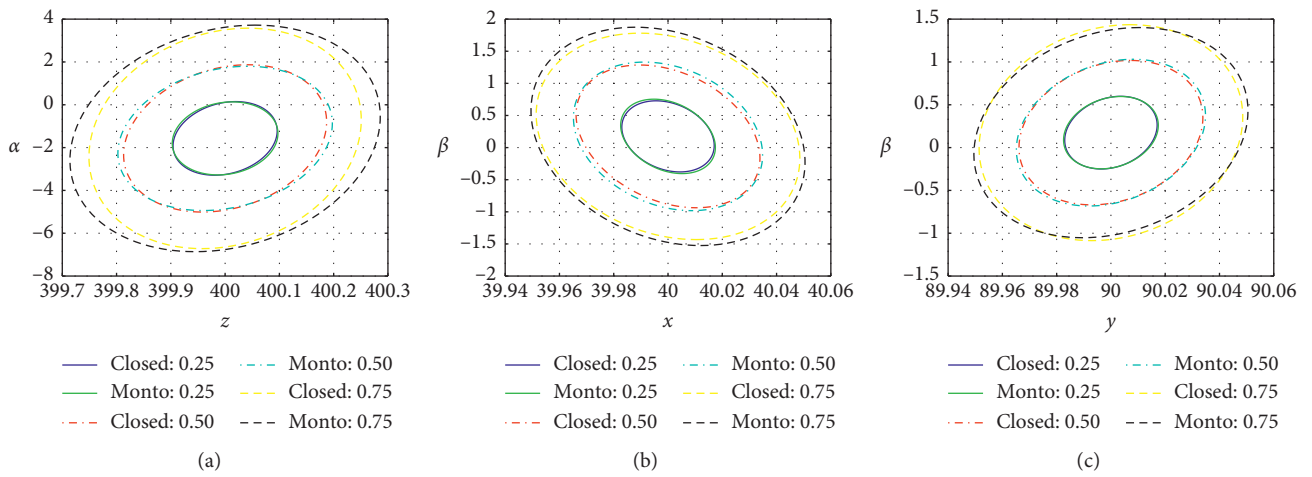 4
2
0
−2
−4
−6
−8
α
399.7 399.8 399.9 400 400.1 400.2 400.3
z
Closed: 0.25 Monto: 0.50
Monto: 0.25 Closed: 0.75
Closed: 0.50 Monto: 0.75
(a)
2
1.5
1
0.5
0
−0.5
−1
−1.5
−2
β
39.94 39.96 39.98 40 40.02 40.04 40.06
x
Closed: 0.25 Monto: 0.50
Monto: 0.25 Closed: 0.75
Closed: 0.50 Monto: 0.75
(b)
1.5
1
0.5
0
−0.5
−1
−1.5
β
89.94 89.96 89.98 90 90.02 90.04 90.06
y
Closed: 0.25 Monto: 0.50
Monto: 0.25 Closed: 0.75
Closed: 0.50 Monto: 0.75
(c)